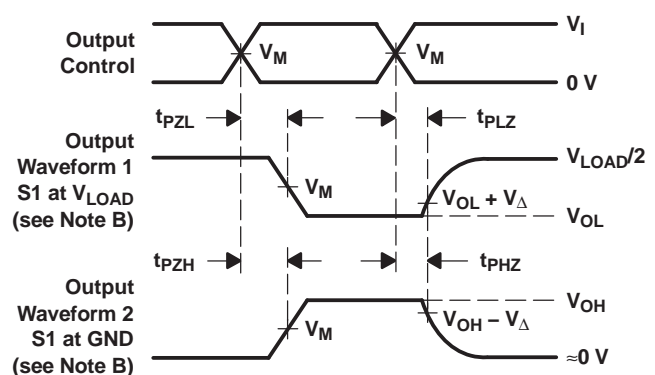 Output
Control
V_M
V_M
V_I
0 V
t_PZL
t_PLZ
Output
Waveform 1
S1 at V_LOAD
(see Note B)
V_M
V_LOAD/2
V_OL + V_Δ
V_OL
t_PZH
t_PHZ
Output
Waveform 2
S1 at GND
(see Note B)
V_M
V_OH
V_OH – V_Δ
≈0 V